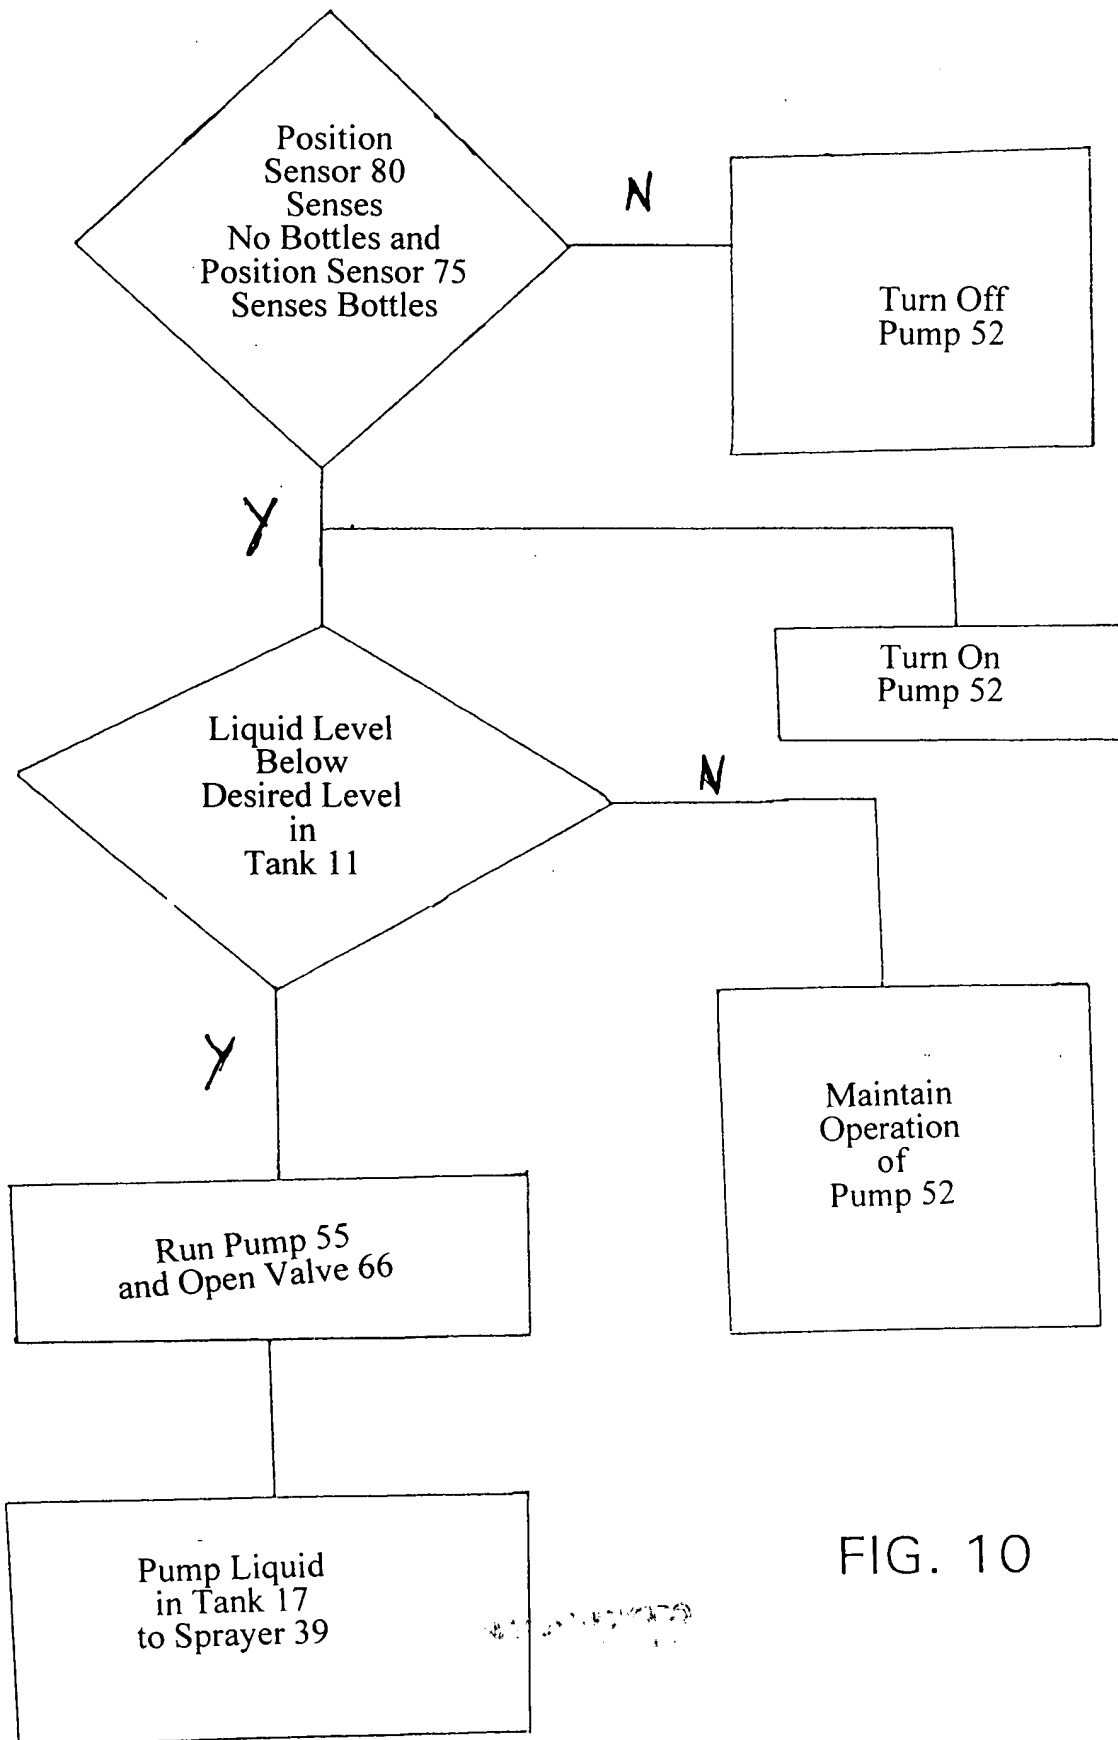 Position
Sensor 80
Senses
No Bottles and
Position Sensor 75
Senses Bottles
N
Turn Off
Pump 52
Y
Turn On
Pump 52
Liquid Level
Below
Desired Level
in
Tank 11
N
Y
Maintain
Operation
of
Pump 52
Run Pump 55
and Open Valve 66
Pump Liquid
in Tank 17
to Sprayer 39
FIG. 10